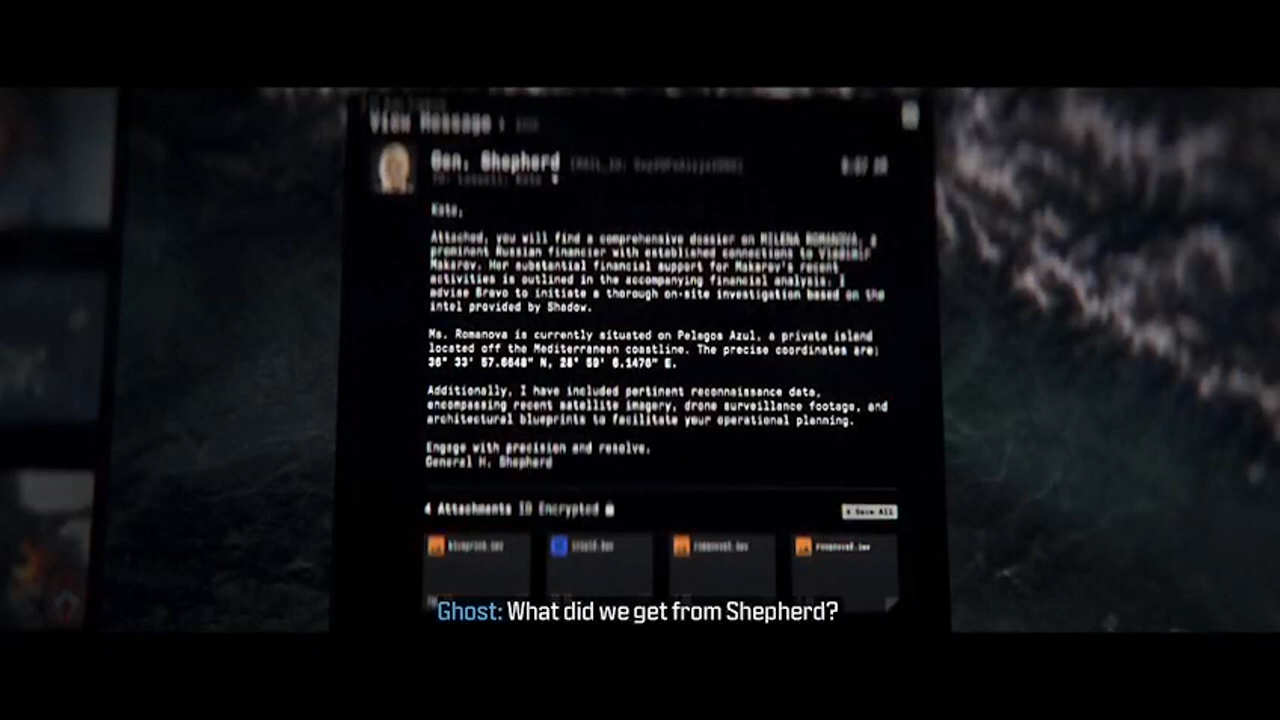 View Message
Gen. Shepherd
Kate,
Attached, you will find a comprehensive dossier on MILENA ROMANOVA, a
prominent Russian financier with established connections to Vladimir
Makarov. Her substantial financial support for Makarov's recent
activities is outlined in the accompanying financial analysis. I
advise Bravo to initiate a thorough on-site investigation based on the
intel provided by Shadow.
Ms. Romanova is currently situated on Pelagos Azul, a private island
located off the Mediterranean coastline. The precise coordinates are:
N, E.
Additionally, I have included pertinent reconnaissance data,
encompassing recent satellite imagery, drone surveillance footage, and
architectural blueprints to facilitate your operational planning.
Engage with precision and resolve.
General H. Shepherd
4 Attachments Encrypted
Save All
Ghost: What did we get from Shepherd?